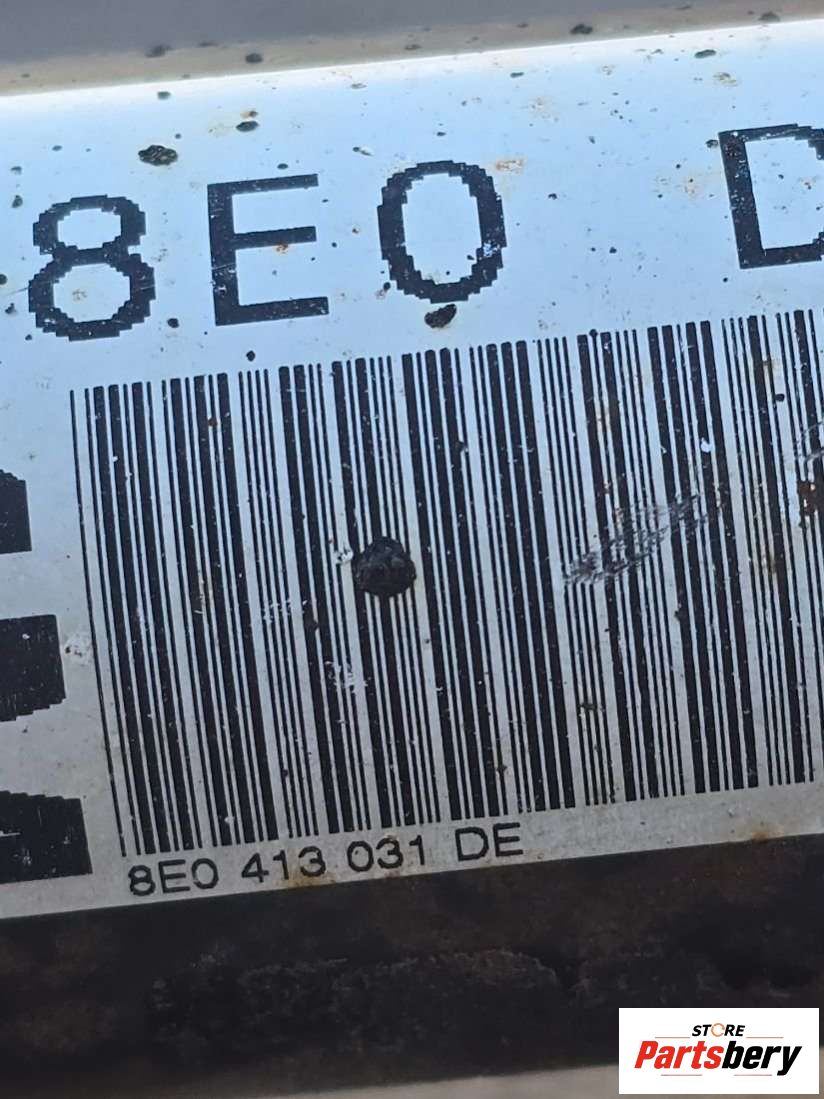 8E0 D
8E0 413 031 DE
STORE
Partsbery